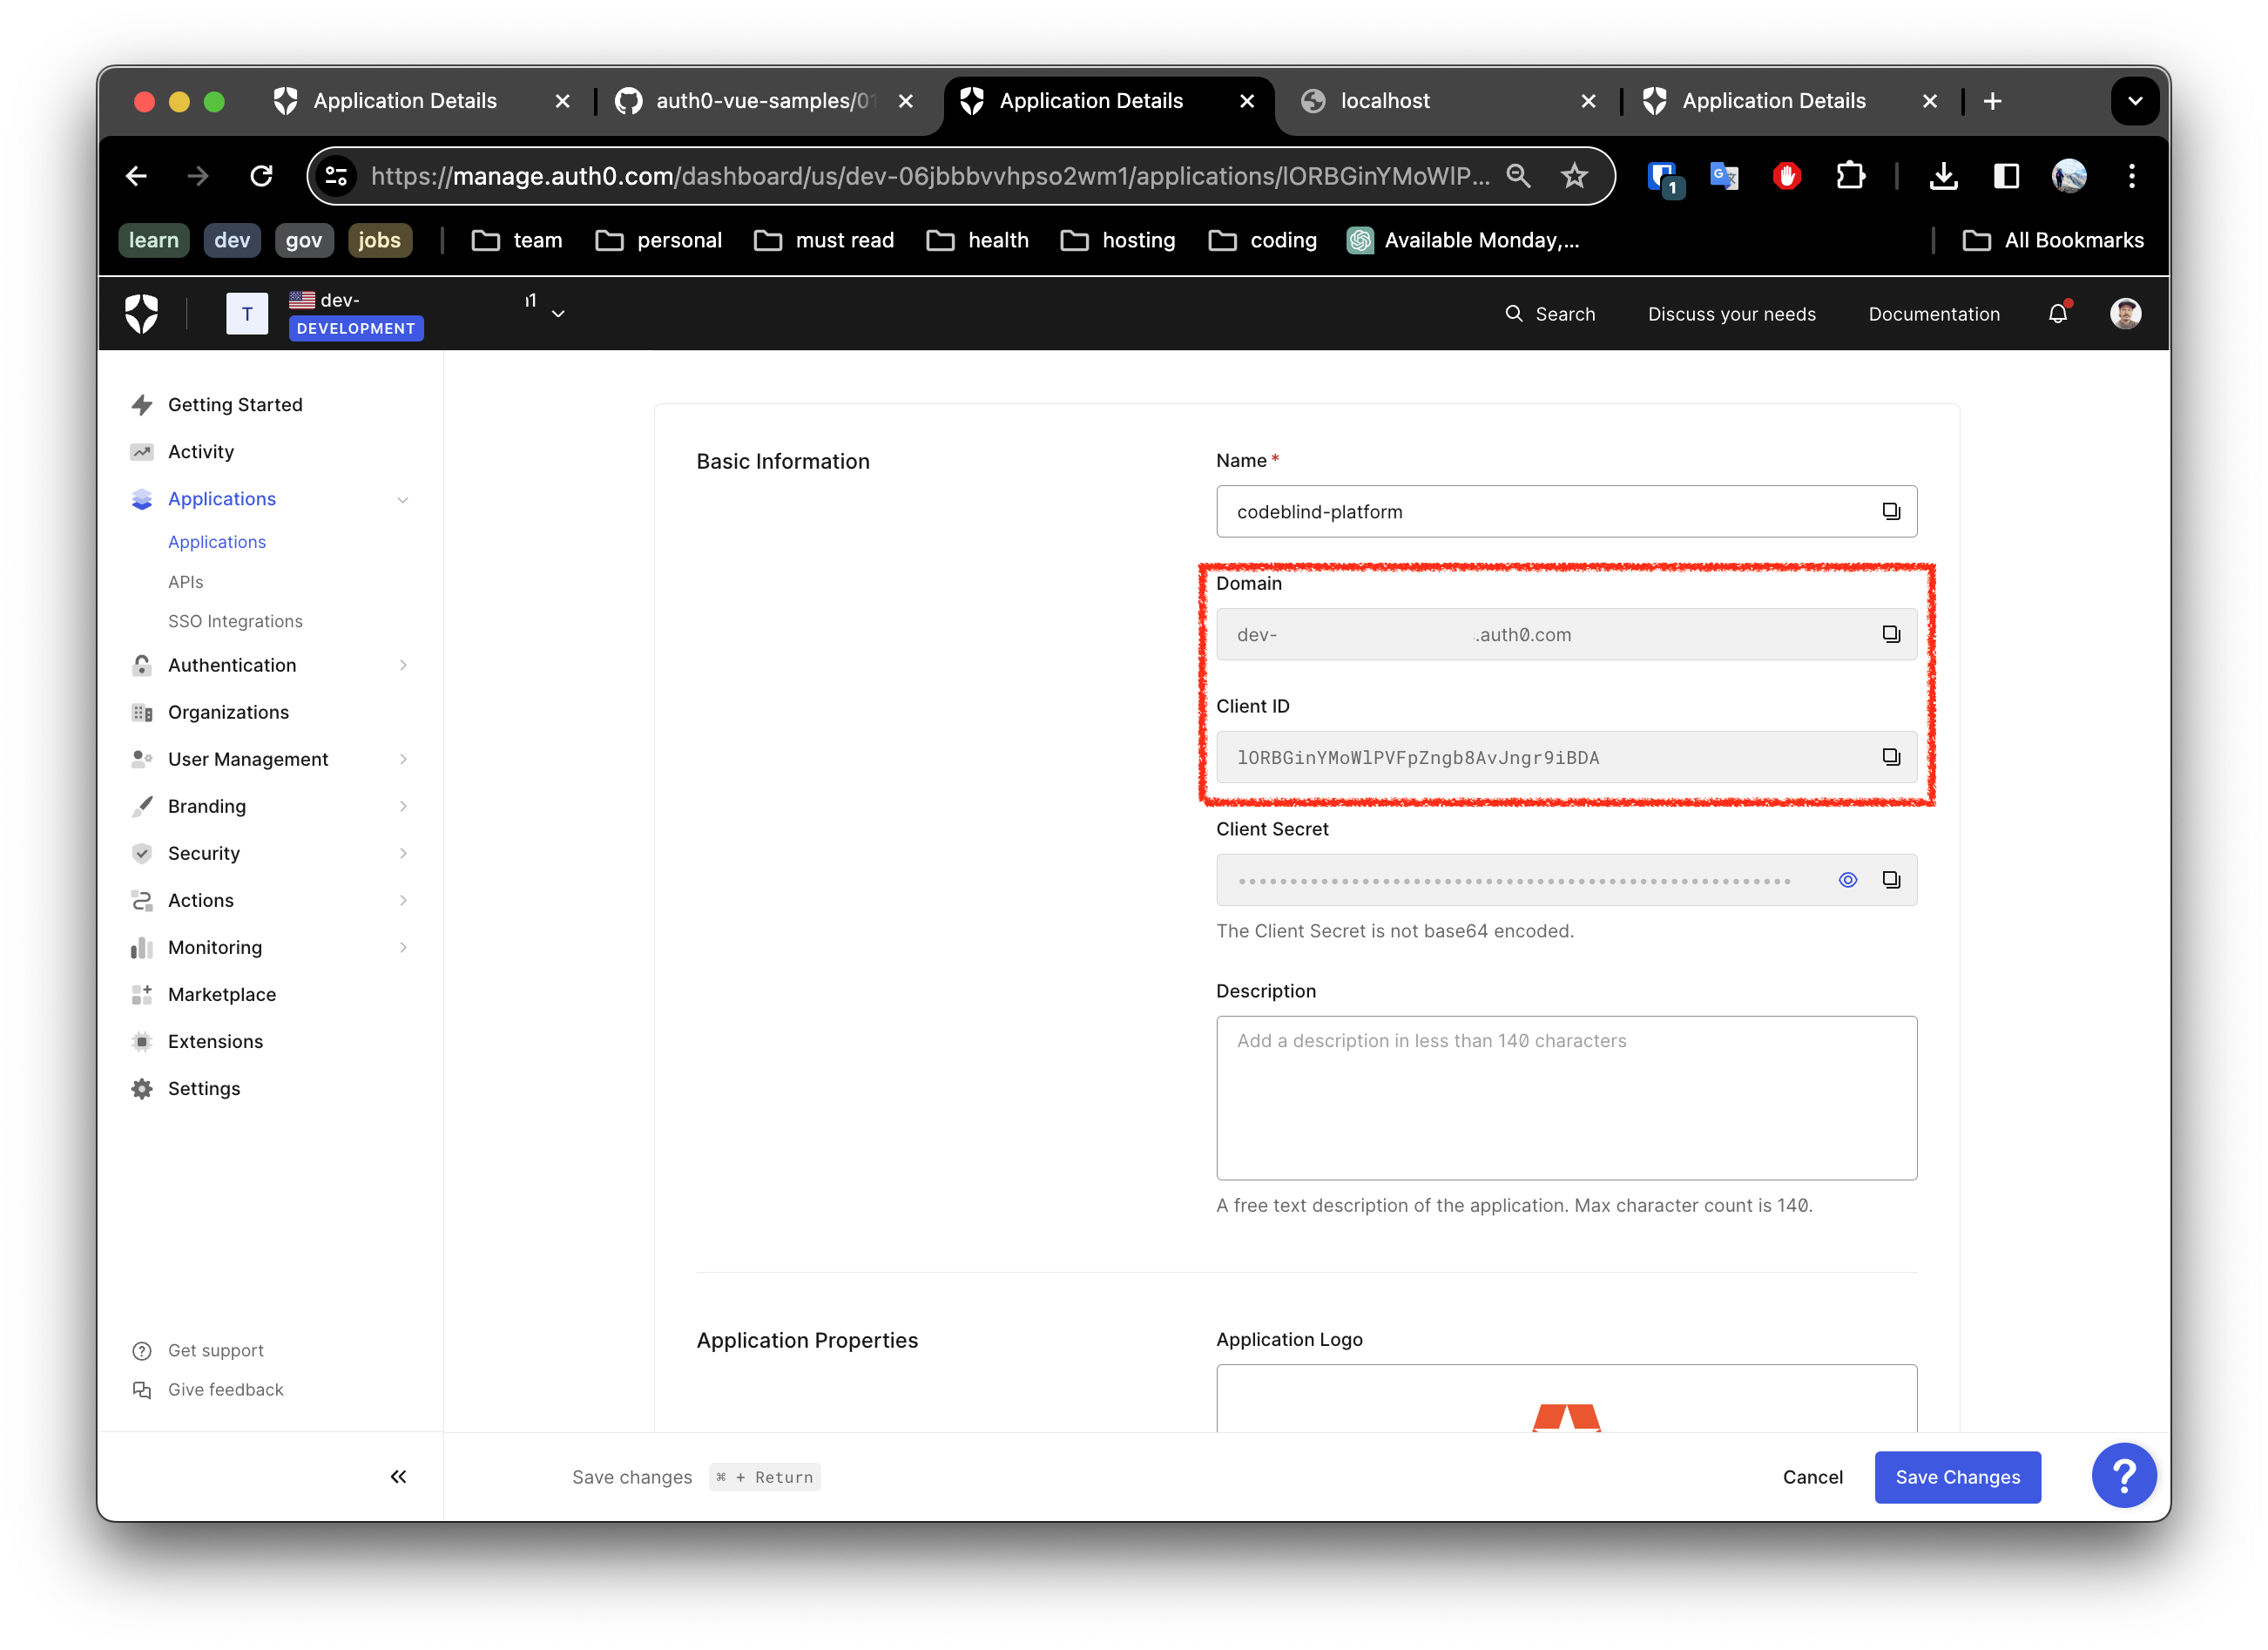 Application Details
auth0-vue-samples/01
Application Details
localhost
Application Details
https://manage.auth0.com/dashboard/us/dev-06jbbbvvhpso2wm1/applications/lORBGinYMoWlP...
1
learn dev gov jobs team personal must read health hosting coding Available Monday,... All Bookmarks
T
dev-
DEVELOPMENT
Search
Discuss your needs
Documentation
Getting Started
Activity
Applications
Applications
APIs
SSO Integrations
Authentication
Organizations
User Management
Branding
Security
Actions
Monitoring
Marketplace
Extensions
Settings
Get support
Give feedback
Basic Information
Name *
codeblind-platform
Domain
dev- .auth0.com
Client ID
lORBGinYMoWlPVFpZngb8AvJngr9iBDA
Client Secret
The Client Secret is not base64 encoded.
Description
Add a description in less than 140 characters
A free text description of the application. Max character count is 140.
Application Properties
Application Logo
Save changes
⌘ + Return
Cancel
Save Changes
?